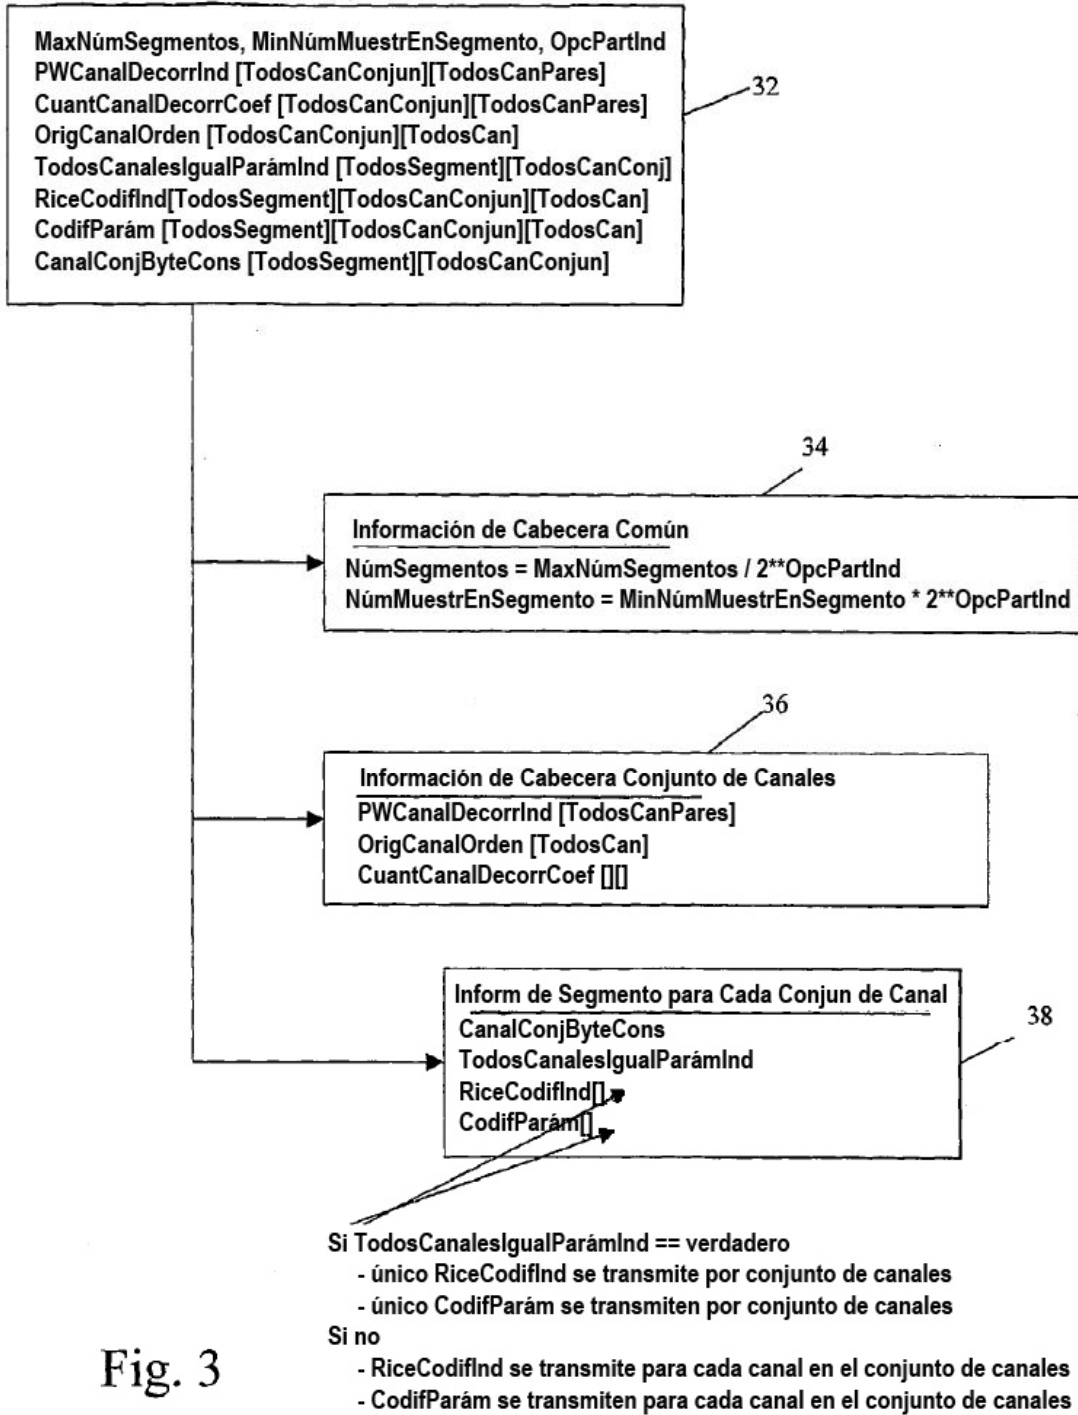 MaxNúmSegmentos, MinNúmMuestrEnSegmento, OpcPartInd
PWCanalDecorrInd [TodosCanConjun][TodosCanPares]
CuantCanalDecorrCoef [TodosCanConjun][TodosCanPares]
OrigCanalOrden [TodosCanConjun][TodosCan]
TodosCanalesIgualParámInd [TodosSegment][TodosCanConj]
RiceCodifInd[TodosSegment][TodosCanConjun][TodosCan]
CodifParám [TodosSegment][TodosCanConjun][TodosCan]
CanalConjByteCons [TodosSegment][TodosCanConjun]
32
34
Información de Cabecera Común
NúmSegmentos = MaxNúmSegmentos / 2**OpcPartInd
NúmMuestrEnSegmento = MinNúmMuestrEnSegmento * 2**OpcPartInd
36
Información de Cabecera Conjunto de Canales
PWCanalDecorrInd [TodosCanPares]
OrigCanalOrden [TodosCan]
CuantCanalDecorrCoef [][]
Inform de Segmento para Cada Conjun de Canal
38
CanalConjByteCons
TodosCanalesIgualParámInd
RiceCodifInd[]
CodifParám[]
Si TodosCanalesIgualParámInd == verdadero
- único RiceCodifInd se transmite por conjunto de canales
- único CodifParám se transmiten por conjunto de canales
Si no
- RiceCodifInd se transmite para cada canal en el conjunto de canales
- CodifParám se transmiten para cada canal en el conjunto de canales
Fig. 3